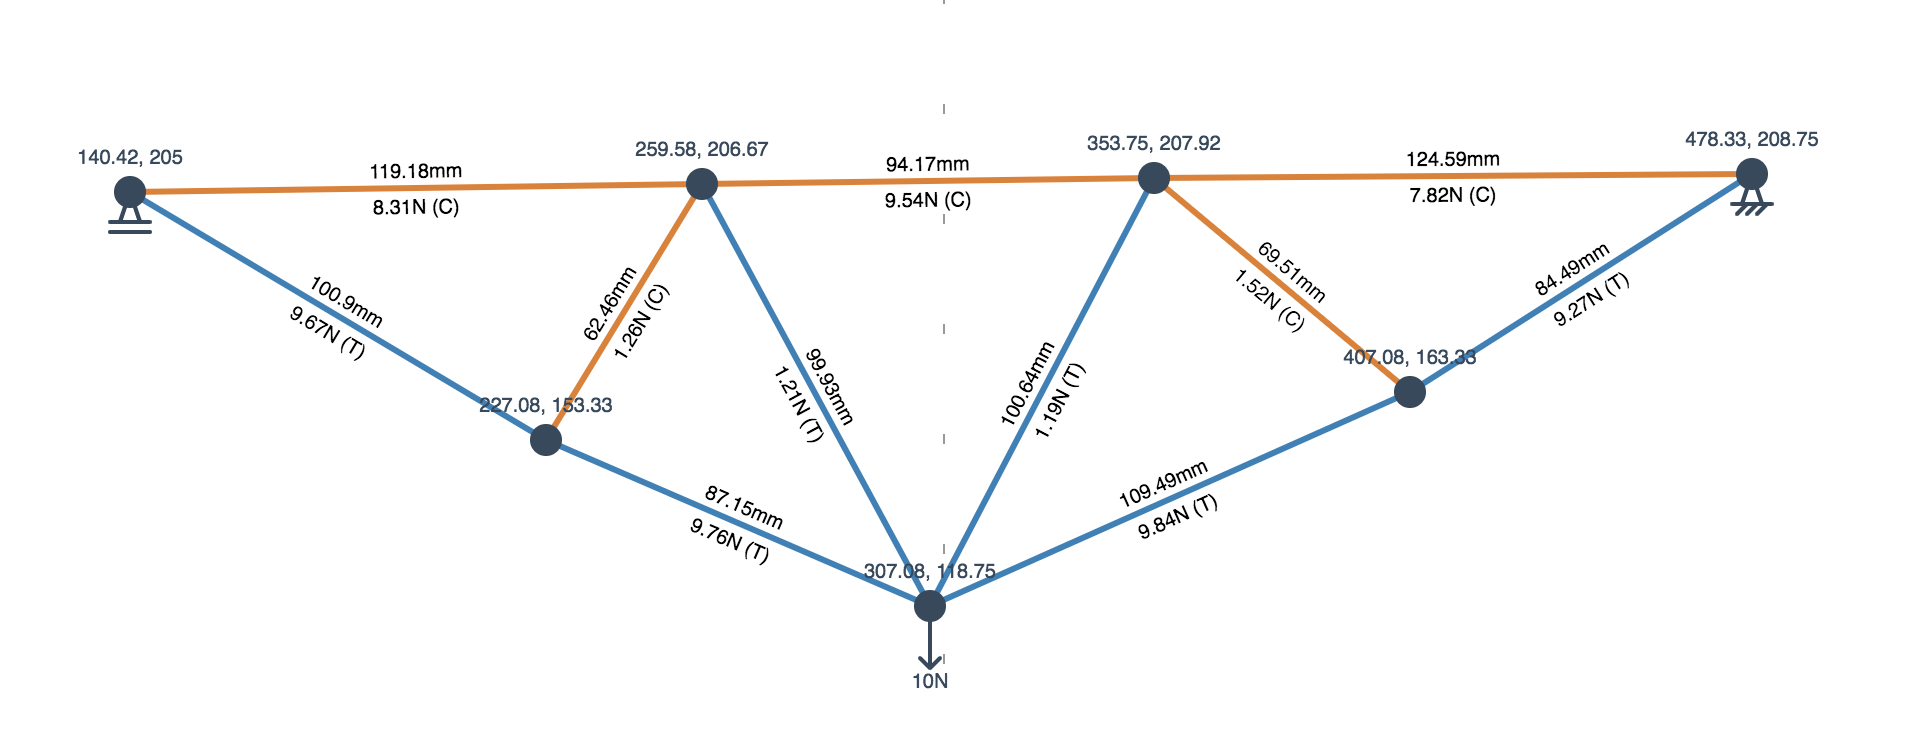 478.33, 208.75
353.75, 207.92
259.58, 206.67
140.42, 205
124.59mm
7.82N (C)
94.17mm
9.54N (C)
119.18mm
8.31N (C)
69.51mm
1.52N (C)
84.49mm
9.27N (T)
100.9mm
9.67N (T)
62.46mm
1.26N (C)
407.08, 163.33
99.93mm
1.21N (T)
100.64mm
1.19N (T)
227.08, 153.33
87.15mm
9.76N (T)
109.49mm
9.84N (T)
307.08, 118.75
10N